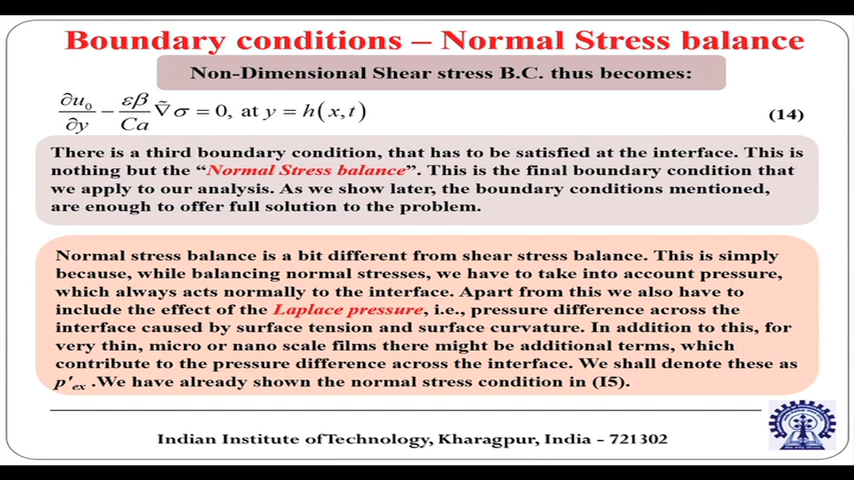 Boundary conditions – Normal Stress balance
Non-Dimensional Shear stress B.C. thus becomes:
∂u₀/∂y − εβ/Ca ∇̃σ = 0, at y = h(x,t) (14)
There is a third boundary condition, that has to be satisfied at the interface. This is
nothing but the “Normal Stress balance”. This is the final boundary condition that
we apply to our analysis. As we show later, the boundary conditions mentioned,
are enough to offer full solution to the problem.
Normal stress balance is a bit different from shear stress balance. This is simply
because, while balancing normal stresses, we have to take into account pressure,
which always acts normally to the interface. Apart from this we also have to
include the effect of the Laplace pressure, i.e., pressure difference across the
interface caused by surface tension and surface curvature. In addition to this, for
very thin, micro or nano scale films there might be additional terms, which
contribute to the pressure difference across the interface. We shall denote these as
p'ex .We have already shown the normal stress condition in (I5).
Indian Institute of Technology, Kharagpur, India - 721302